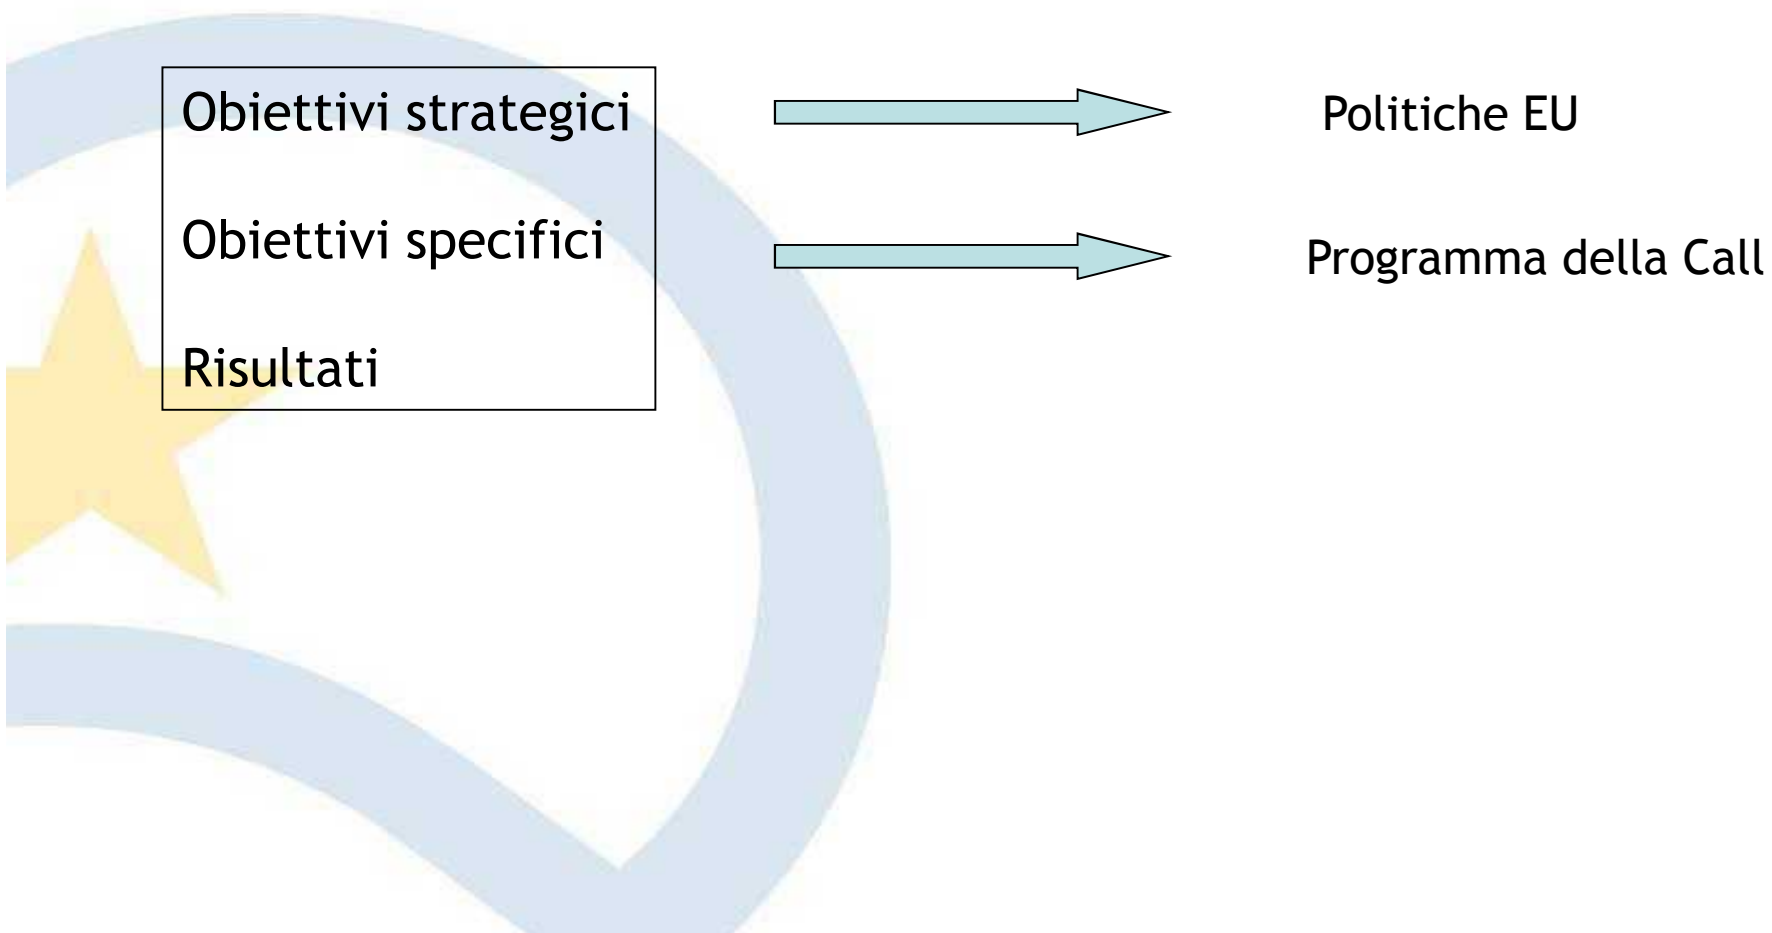 Obiettivi strategici
Politiche EU
Obiettivi specifici
Programma della Call
Risultati